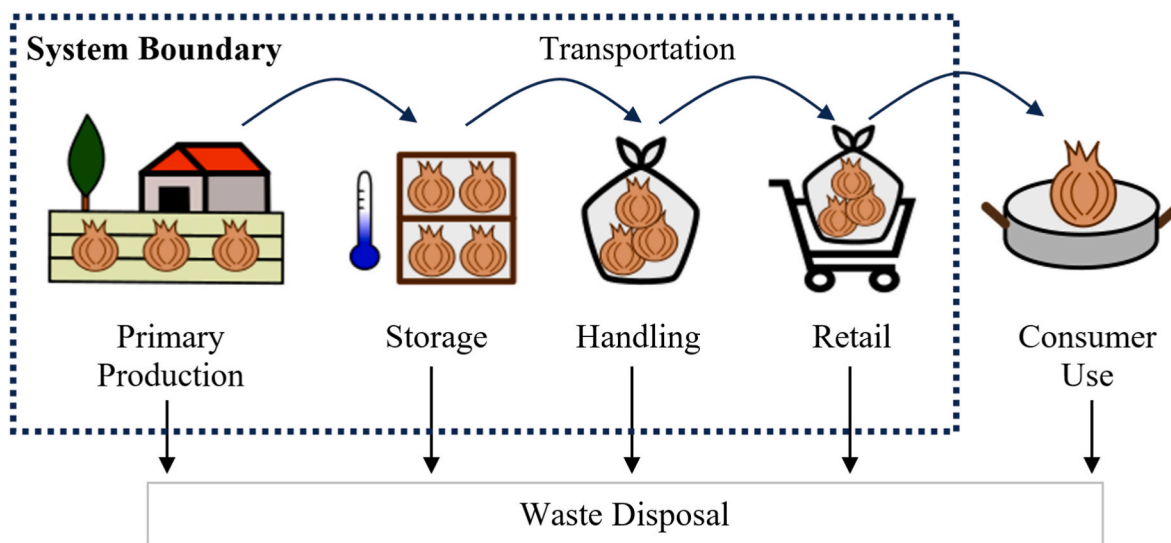 System Boundary
Transportation
Primary
Production
Storage
Handling
Retail
Consumer
Use
Waste Disposal